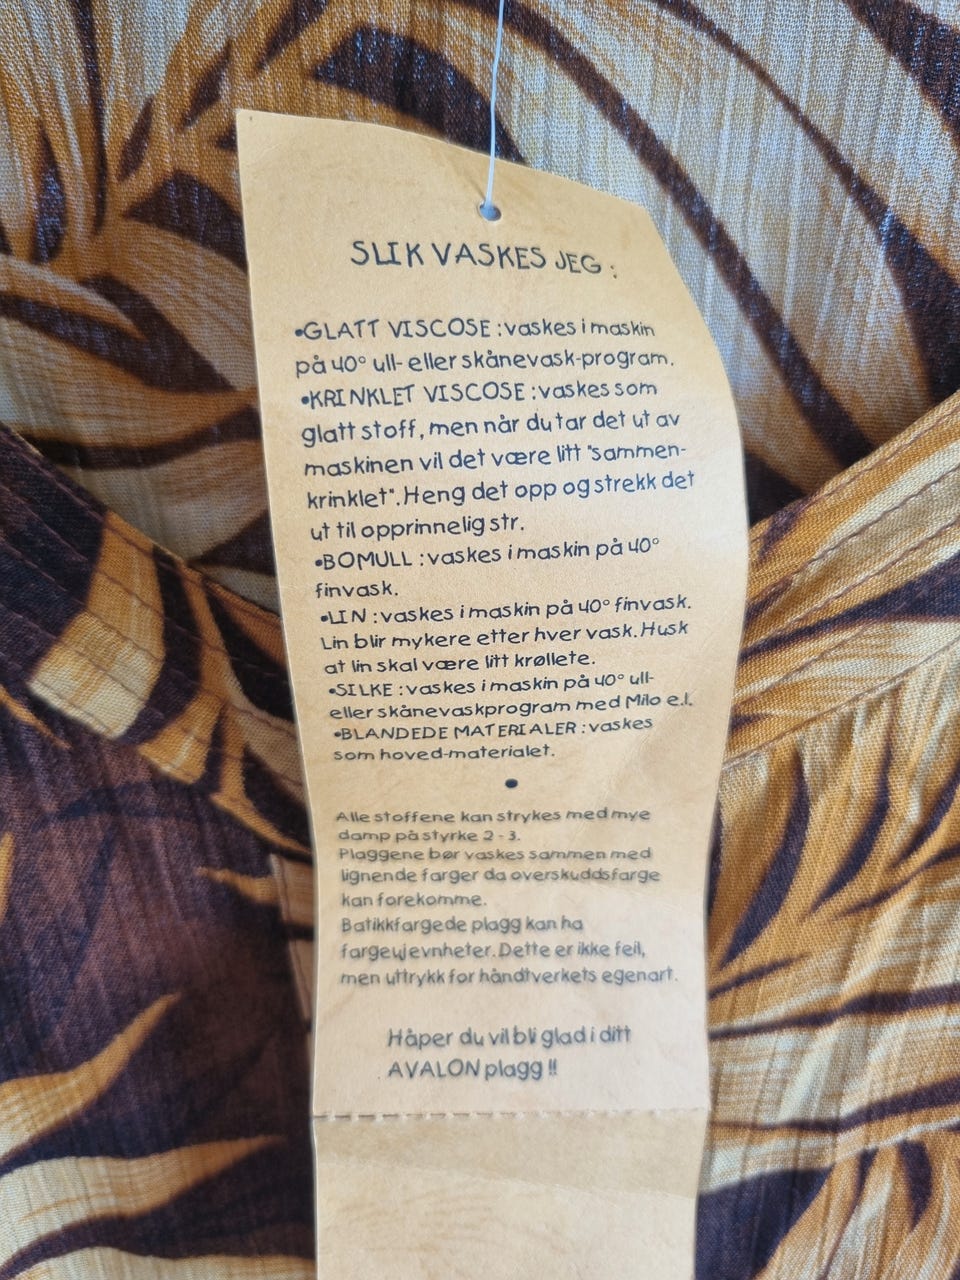 SLIK VASKES JEG :
•GLATT VISCOSE : vaskes i maskin
på 40° ull- eller skånevask-program.
•KRINKLET VISCOSE : vaskes som
glatt stoff, men når du tar det ut av
maskinen vil det være litt "sammen-
krinklet". Heng det opp og strekk det
ut til opprinnelig str.
•BOMULL : vaskes i maskin på 40°
finvask.
•LIN : vaskes i maskin på 40° finvask.
Lin blir mykere etter hver vask. Husk
at lin skal være litt krøllete.
•SILKE : vaskes i maskin på 40° ull-
eller skånevaskprogram med Milo e.l.
•BLANDEDE MATERIALER : vaskes
som hoved-materialet.
•
Alle stoffene kan strykes med mye
damp på styrke 2 - 3.
Plaggene bør vaskes sammen med
lignende farger da overskuddsfarge
kan forekomme.
Batikkfargede plagg kan ha
fargeujevnheter. Dette er ikke feil,
men uttrykk for håndtverkets egenart.
Håper du vil bli glad i ditt
AVALON plagg !!